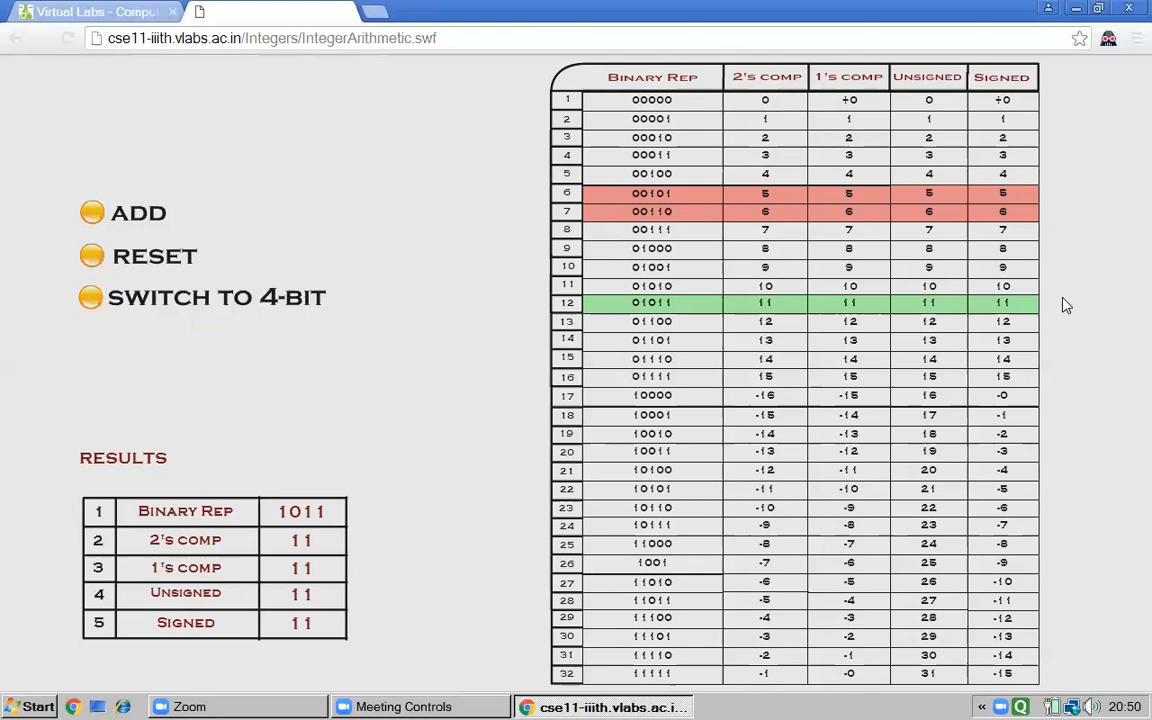 Virtual Labs - Comput
cse11-iiith.vlabs.ac.in/Integers/IntegerArithmetic.swf
BINARY REP 2'S COMP 1'S COMP UNSIGNED SIGNED
1 00000 0 +0 0 +0
2 00001 1 1 1 1
3 00010 2 2 2 2
4 00011 3 3 3 3
5 00100 4 4 4 4
6 00101 5 5 5 5
7 00110 6 6 6 6
8 00111 7 7 7 7
9 01000 8 8 8 8
10 01001 9 9 9 9
11 01010 10 10 10 10
12 01011 11 11 11 11
13 01100 12 12 12 12
14 01101 13 13 13 13
15 01110 14 14 14 14
16 01111 15 15 15 15
17 10000 -16 -15 16 -0
18 10001 -15 -14 17 -1
19 10010 -14 -13 18 -2
20 10011 -13 -12 19 -3
21 10100 -12 -11 20 -4
22 10101 -11 -10 21 -5
23 10110 -10 -9 22 -6
24 10111 -9 -8 23 -7
25 11000 -8 -7 24 -8
26 1001 -7 -6 25 -9
27 11010 -6 -5 26 -10
28 11011 -5 -4 27 -11
29 11100 -4 -3 28 -12
30 11101 -3 -2 29 -13
31 11110 -2 -1 30 -14
32 11111 -1 -0 31 -15
ADD
RESET
SWITCH TO 4-BIT
RESULTS
1 BINARY REP 1011
2 2'S COMP 11
3 1'S COMP 11
4 UNSIGNED 11
5 SIGNED 11
Start Zoom Meeting Controls cse11-iiith.vlabs.ac.i... « Q 20:50